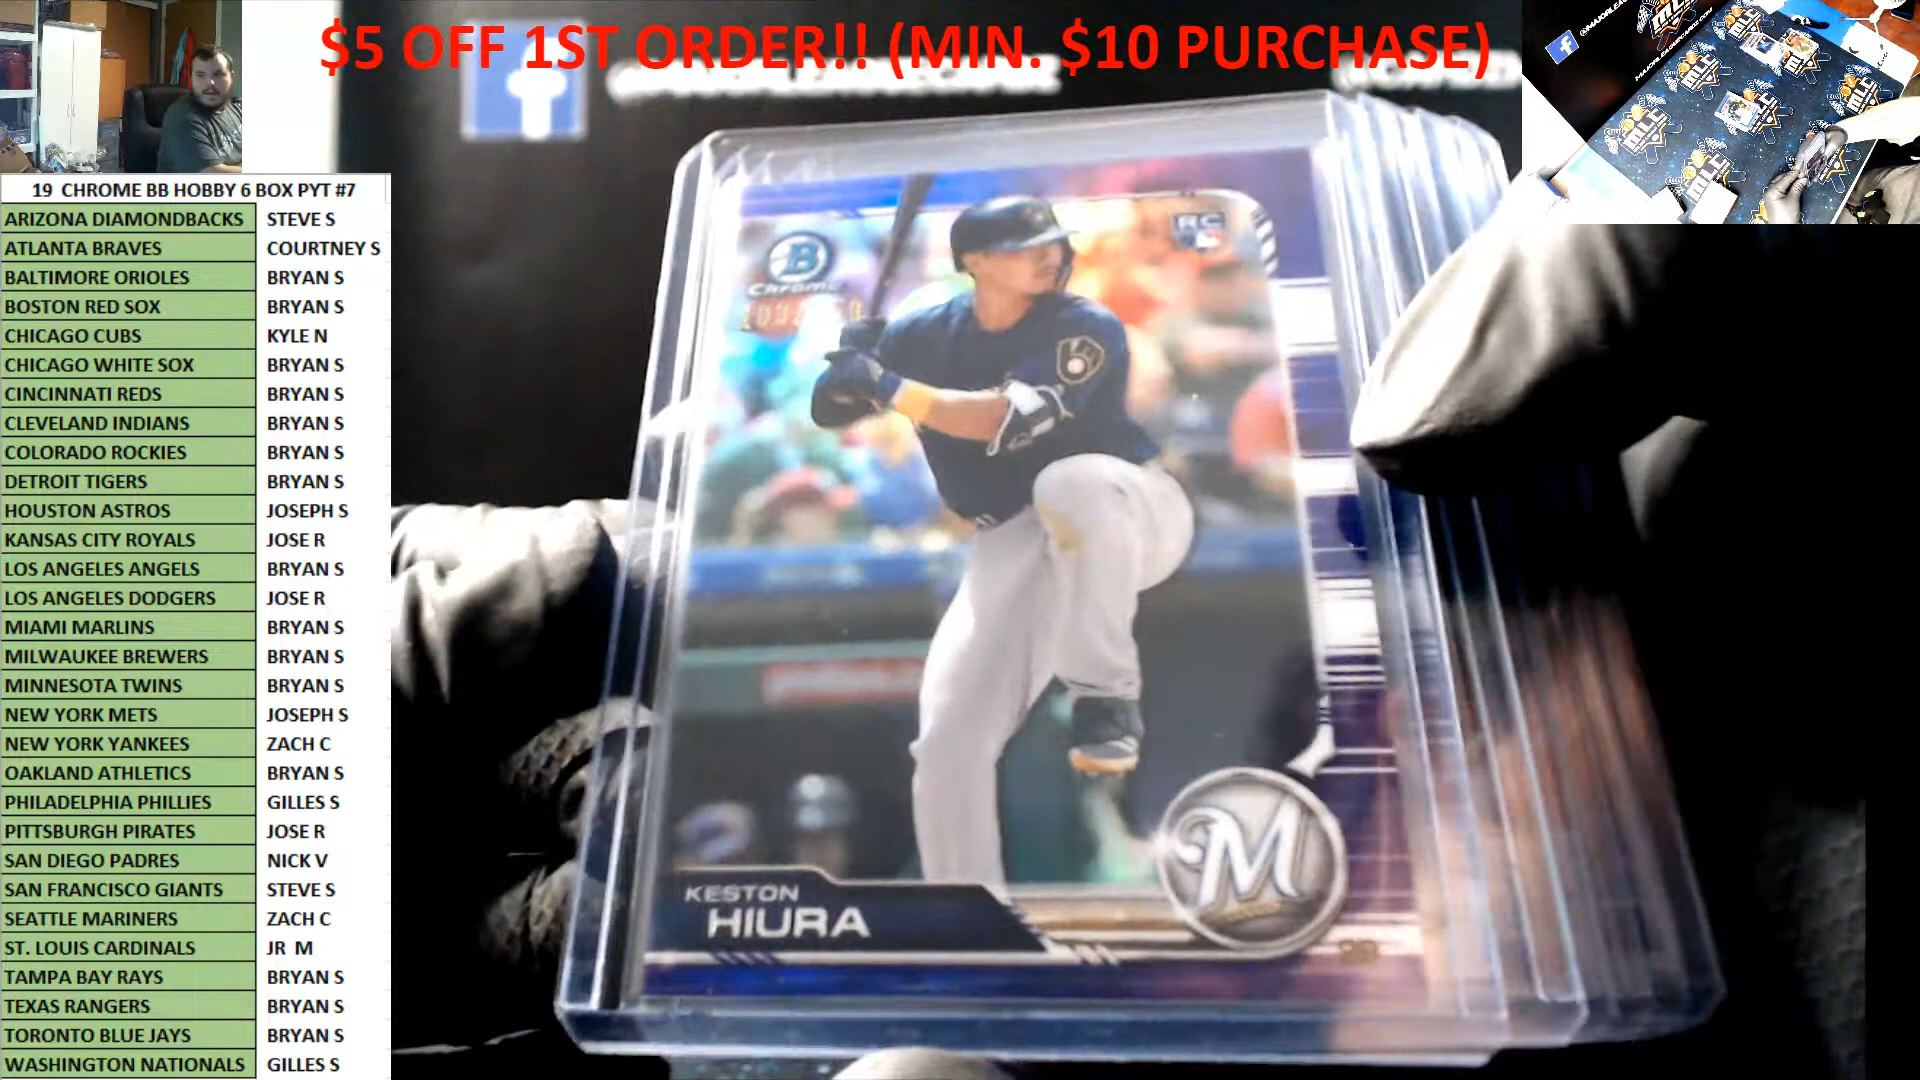 $5 OFF 1ST ORDER!! (MIN. $10 PURCHASE)
19 CHROME BB HOBBY 6 BOX PYT #7
ARIZONA DIAMONDBACKS STEVE S
ATLANTA BRAVES COURTNEY S
BALTIMORE ORIOLES BRYAN S
BOSTON RED SOX BRYAN S
CHICAGO CUBS KYLE N
CHICAGO WHITE SOX BRYAN S
CINCINNATI REDS BRYAN S
CLEVELAND INDIANS BRYAN S
COLORADO ROCKIES BRYAN S
DETROIT TIGERS BRYAN S
HOUSTON ASTROS JOSEPH S
KANSAS CITY ROYALS JOSE R
LOS ANGELES ANGELS BRYAN S
LOS ANGELES DODGERS JOSE R
MIAMI MARLINS BRYAN S
MILWAUKEE BREWERS BRYAN S
MINNESOTA TWINS BRYAN S
NEW YORK METS JOSEPH S
NEW YORK YANKEES ZACH C
OAKLAND ATHLETICS BRYAN S
PHILADELPHIA PHILLIES GILLES S
PITTSBURGH PIRATES JOSE R
SAN DIEGO PADRES NICK V
SAN FRANCISCO GIANTS STEVE S
SEATTLE MARINERS ZACH C
ST. LOUIS CARDINALS JR M
TAMPA BAY RAYS BRYAN S
TEXAS RANGERS BRYAN S
TORONTO BLUE JAYS BRYAN S
WASHINGTON NATIONALS GILLES S
B
Chrome
RC
KESTON
HIURA
M
f
MLC
MLC
MLC
MLC